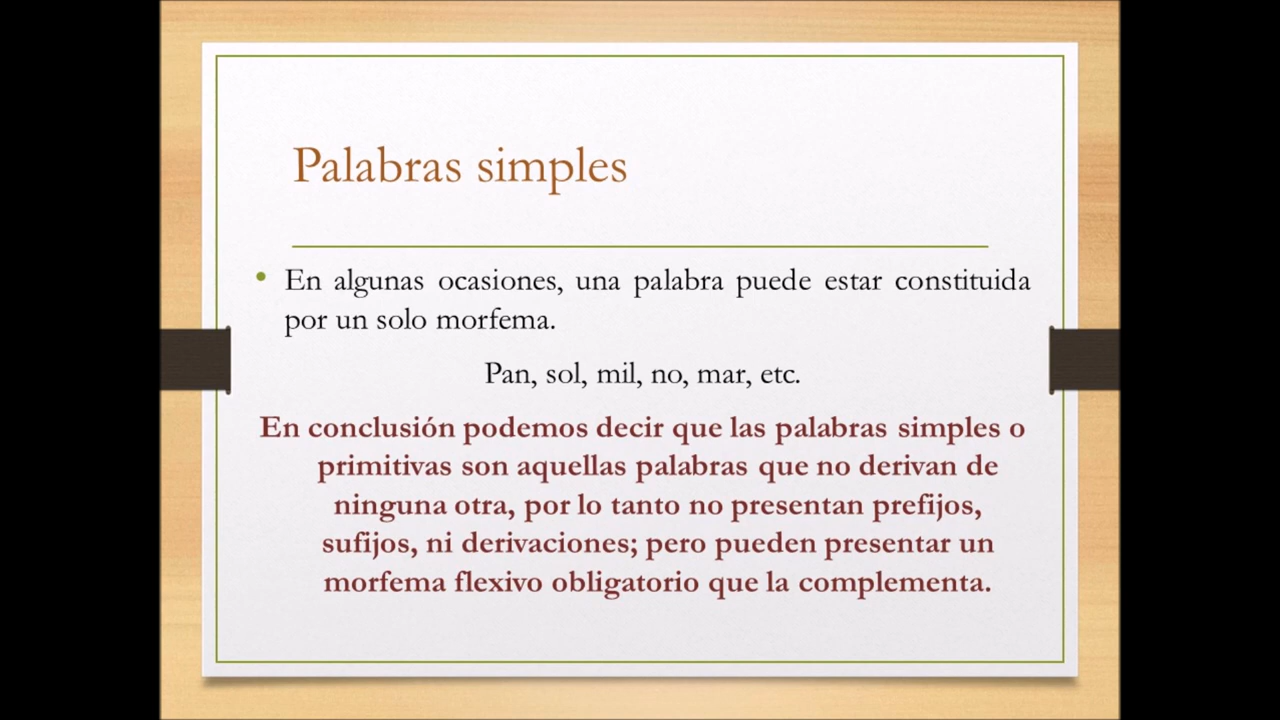 Palabras simples
• En algunas ocasiones, una palabra puede estar constituida
por un solo morfema.
Pan, sol, mil, no, mar, etc.
En conclusión podemos decir que las palabras simples o
primitivas son aquellas palabras que no derivan de
ninguna otra, por lo tanto no presentan prefijos,
sufijos, ni derivaciones; pero pueden presentar un
morfema flexivo obligatorio que la complementa.